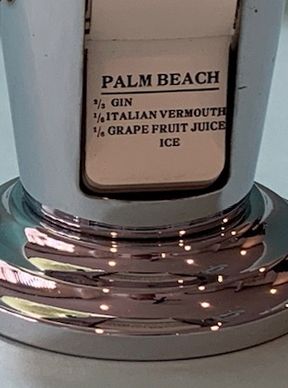 PALM BEACH
2/3 GIN
1/6 ITALIAN VERMOUTH
1/6 GRAPE FRUIT JUICE
ICE